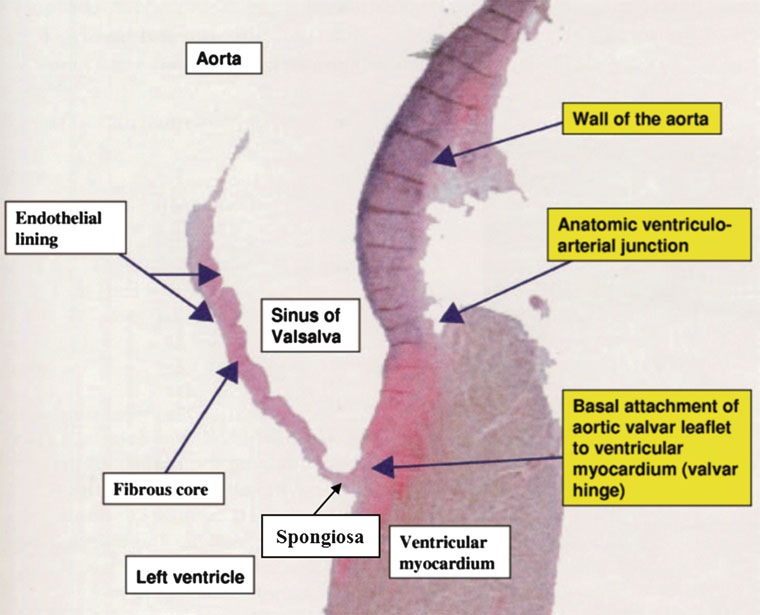 Aorta
Wall of the aorta
Endothelial
lining
Anatomic ventriculo-
arterial junction
Sinus of
Valsalva
Basal attachment of
aortic valvar leaflet
to ventricular
myocardium (valvar
hinge)
Fibrous core
Spongiosa
Ventricular
myocardium
Left ventricle